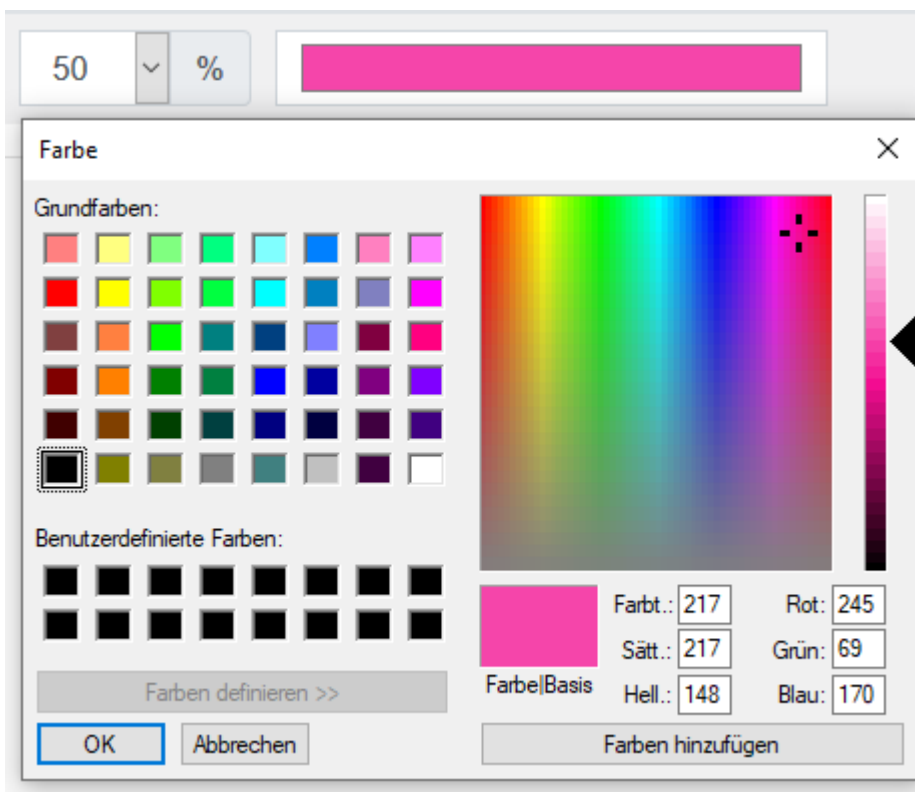 50 %
Farbe
Grundfarben:
Benutzerdefinierte Farben:
Farben definieren >>
OK Abbrechen
Farbe|Basis
Farbt.: 217 Rot: 245
Sätt.: 217 Grün: 69
Hell.: 148 Blau: 170
Farben hinzufügen